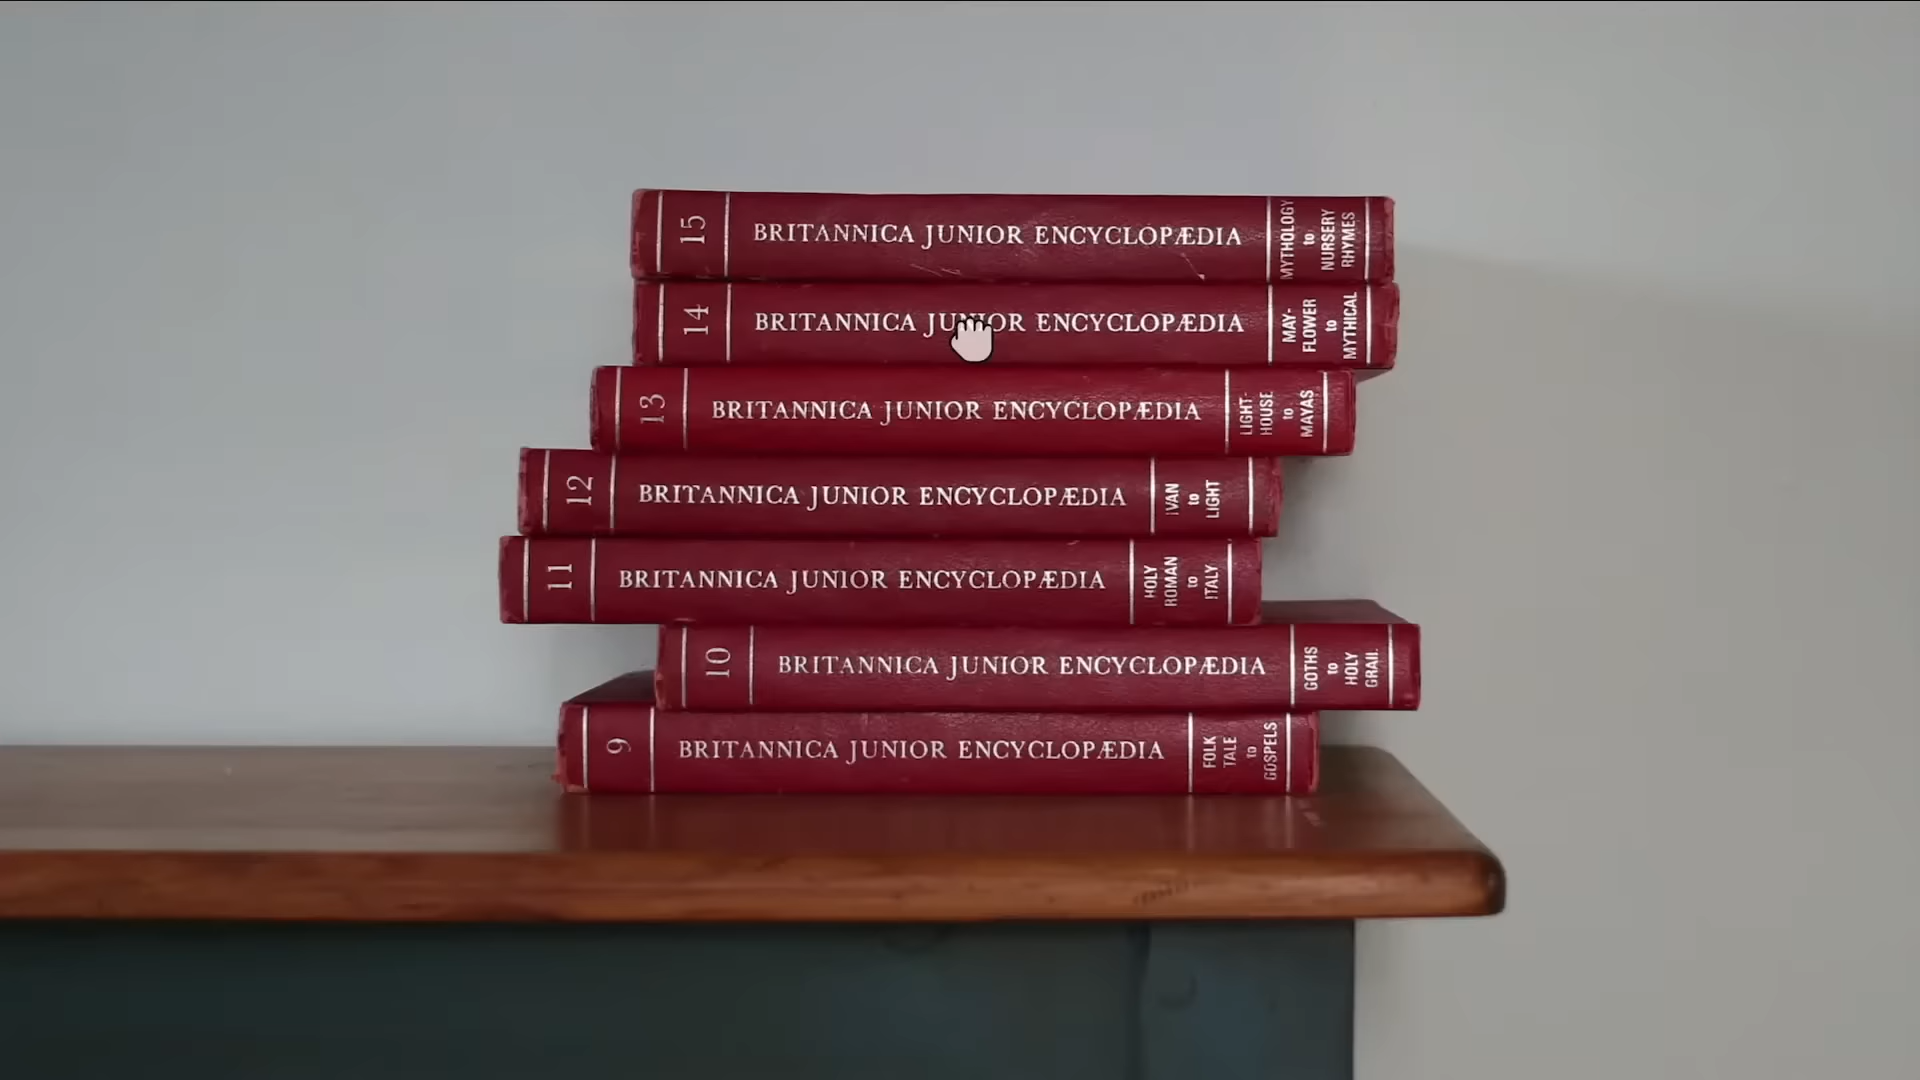 15 BRITANNICA JUNIOR ENCYCLOPÆDIA MYTHOLOGY to NURSERY RHYMES
14 BRITANNICA JUNIOR ENCYCLOPÆDIA MAY-FLOWER to MYTHICAL
13 BRITANNICA JUNIOR ENCYCLOPÆDIA LIGHT-HOUSE to MAYAS
12 BRITANNICA JUNIOR ENCYCLOPÆDIA IVAN to LIGHT
11 BRITANNICA JUNIOR ENCYCLOPÆDIA HOLY ROMAN to ITALY
10 BRITANNICA JUNIOR ENCYCLOPÆDIA GOTHS to HOLY GRAIL
9 BRITANNICA JUNIOR ENCYCLOPÆDIA FOLK TALE to GOSPELS